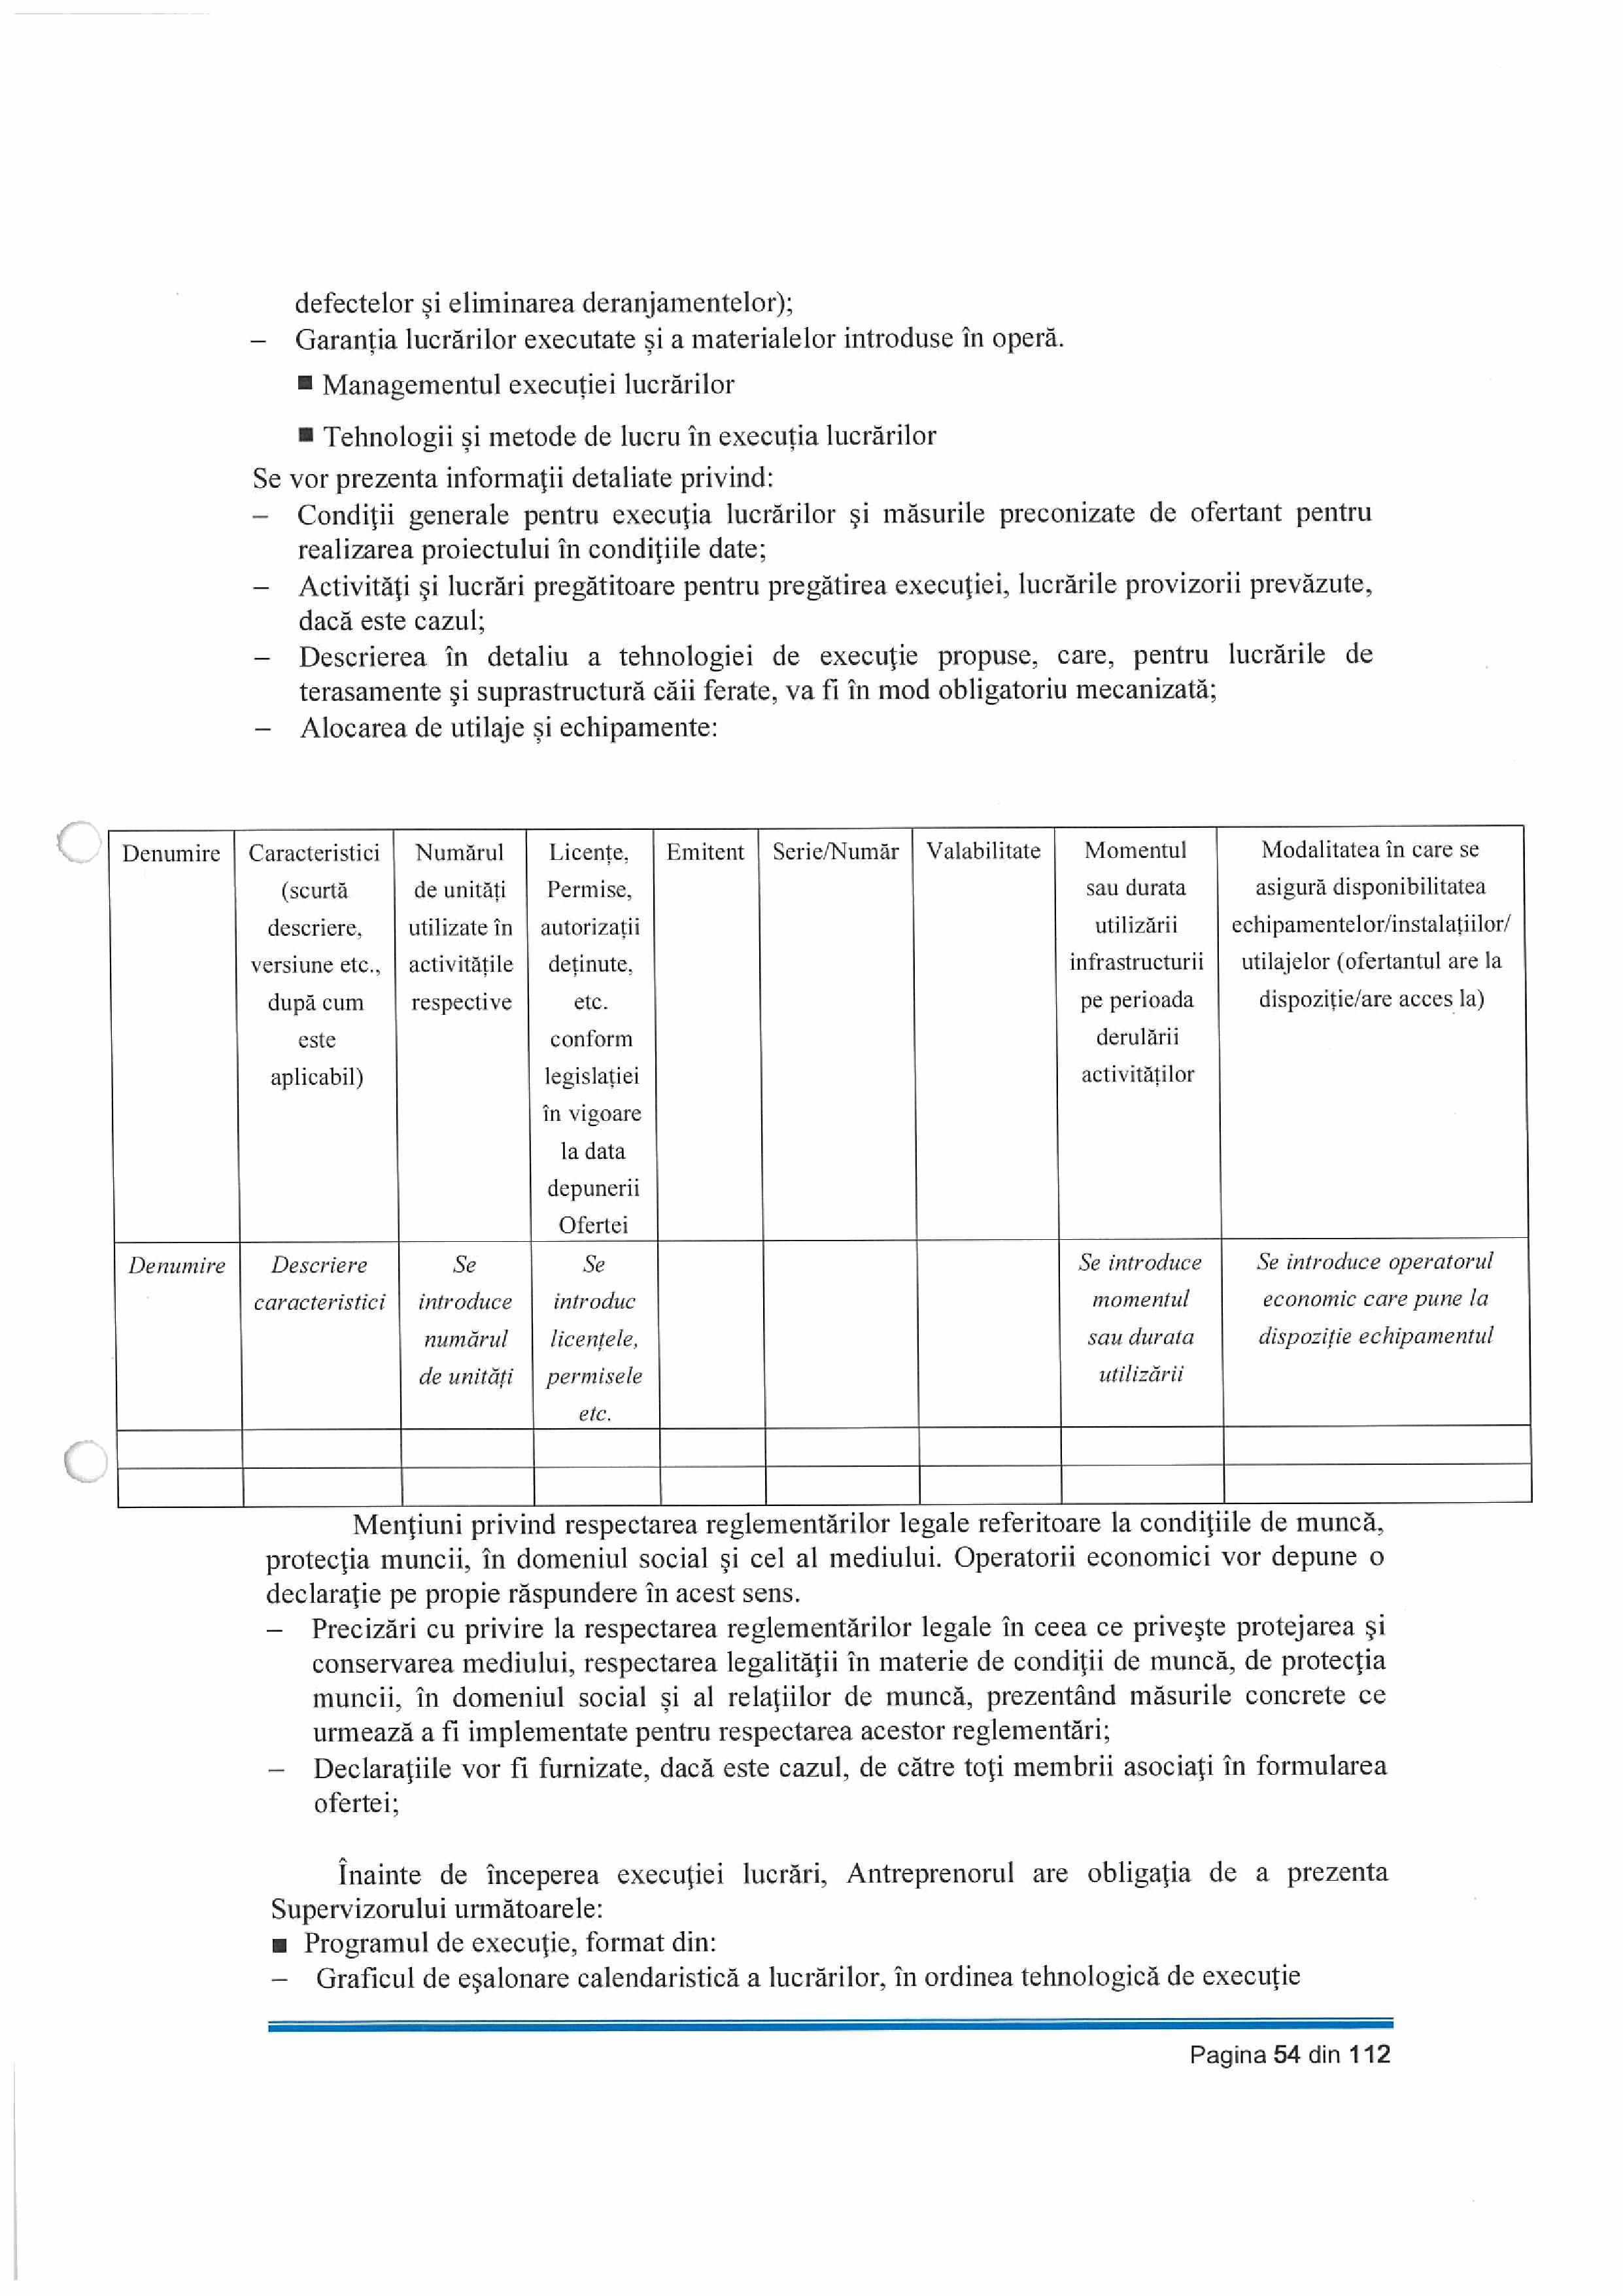 defectelor și eliminarea deranjamentelor);
– Garanția lucrărilor executate și a materialelor introduse în operă.
■ Managementul execuției lucrărilor
■ Tehnologii și metode de lucru în execuția lucrărilor
Se vor prezenta informaţii detaliate privind:
– Condiţii generale pentru execuţia lucrărilor şi măsurile preconizate de ofertant pentru
realizarea proiectului în condiţiile date;
– Activităţi şi lucrări pregătitoare pentru pregătirea execuţiei, lucrările provizorii prevăzute,
dacă este cazul;
– Descrierea în detaliu a tehnologiei de execuţie propuse, care, pentru lucrările de
terasamente şi suprastructură căii ferate, va fi în mod obligatoriu mecanizată;
– Alocarea de utilaje și echipamente:
Denumire Caracteristici Numărul Licențe, Emitent Serie/Număr Valabilitate Momentul Modalitatea în care se
(scurtă de unități Permise, sau durata asigură disponibilitatea
descriere, utilizate în autorizații utilizării echipamentelor/instalațiilor/
versiune etc., activitățile deținute, infrastructurii utilajelor (ofertantul are la
după cum respective etc. pe perioada dispoziție/are acces la)
este conform derulării
aplicabil) legislației activităților
în vigoare
la data
depunerii
Ofertei
Denumire Descriere Se Se Se introduce Se introduce operatorul
caracteristici introduce introduc momentul economic care pune la
numărul licențele, sau durata dispoziție echipamentul
de unități permisele utilizării
etc.
Menţiuni privind respectarea reglementărilor legale referitoare la condiţiile de muncă,
protecţia muncii, în domeniul social şi cel al mediului. Operatorii economici vor depune o
declaraţie pe propie răspundere în acest sens.
– Precizări cu privire la respectarea reglementărilor legale în ceea ce priveşte protejarea şi
conservarea mediului, respectarea legalităţii în materie de condiţii de muncă, de protecţia
muncii, în domeniul social și al relaţiilor de muncă, prezentând măsurile concrete ce
urmează a fi implementate pentru respectarea acestor reglementări;
– Declaraţiile vor fi furnizate, dacă este cazul, de către toţi membrii asociaţi în formularea
ofertei;
Înainte de începerea execuţiei lucrări, Antreprenorul are obligaţia de a prezenta
Supervizorului următoarele:
■ Programul de execuţie, format din:
– Graficul de eşalonare calendaristică a lucrărilor, în ordinea tehnologică de execuţie
Pagina 54 din 112